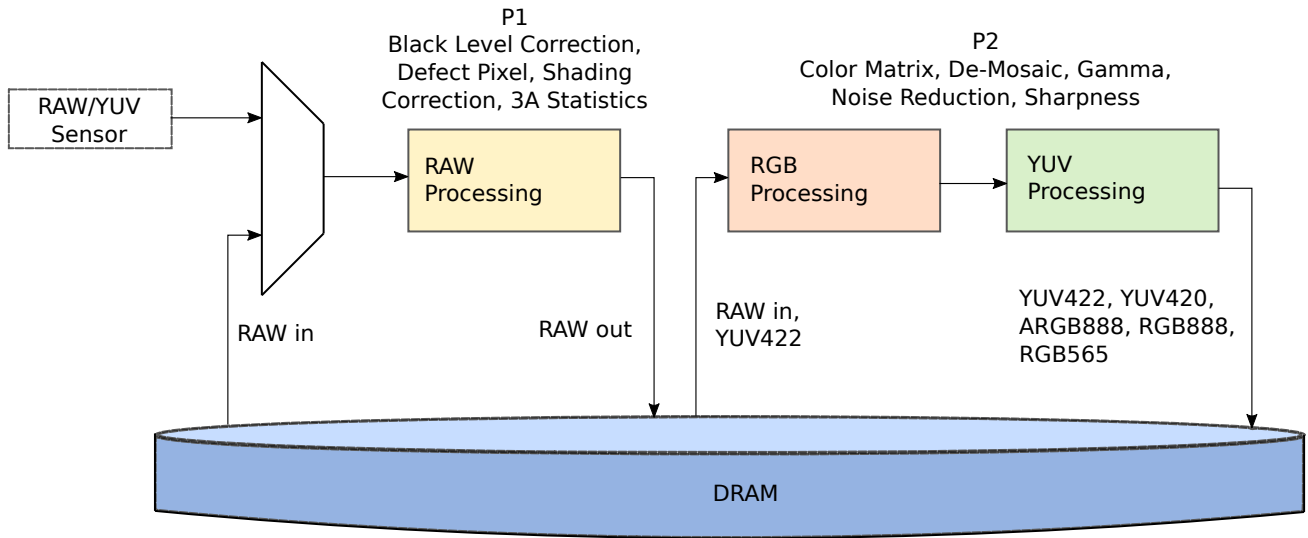 P1
Black Level Correction,
Defect Pixel, Shading
Correction, 3A Statistics
P2
Color Matrix, De-Mosaic, Gamma,
Noise Reduction, Sharpness
RAW/YUV
Sensor
RAW
Processing
RGB
Processing
YUV
Processing
RAW in
RAW out
RAW in,
YUV422
YUV422, YUV420,
ARGB888, RGB888,
RGB565
DRAM